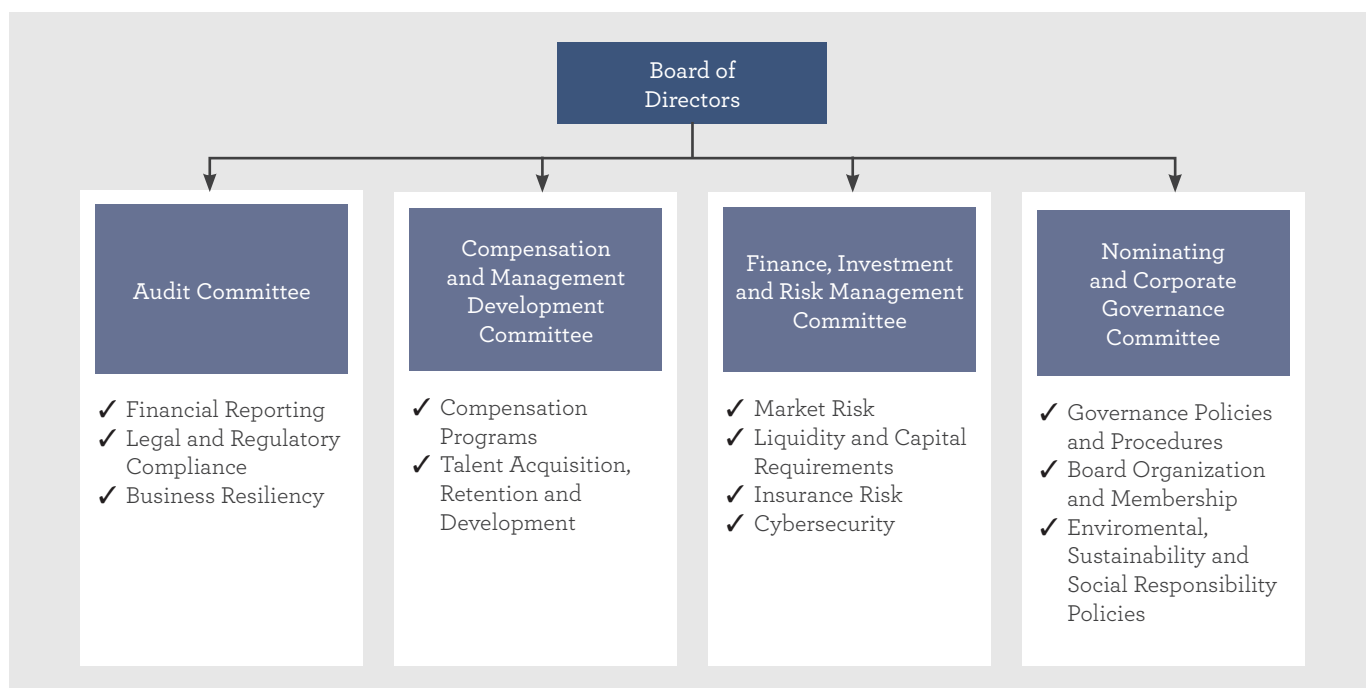 Board of
Directors
Audit Committee
✓ Financial Reporting
✓ Legal and Regulatory
Compliance
✓ Business Resiliency
Compensation
and Management
Development
Committee
✓ Compensation
Programs
✓ Talent Acquisition,
Retention and
Development
Finance, Investment
and Risk Management
Committee
✓ Market Risk
✓ Liquidity and Capital
Requirements
✓ Insurance Risk
✓ Cybersecurity
Nominating
and Corporate
Governance
Committee
✓ Governance Policies
and Procedures
✓ Board Organization
and Membership
✓ Enviromental,
Sustainability and
Social Responsibility
Policies